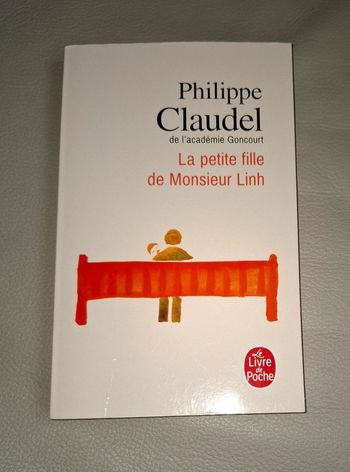 Philippe
Claudel
de l'académie Goncourt
La petite fille
de Monsieur Linh
Le
Livre
de
Poche